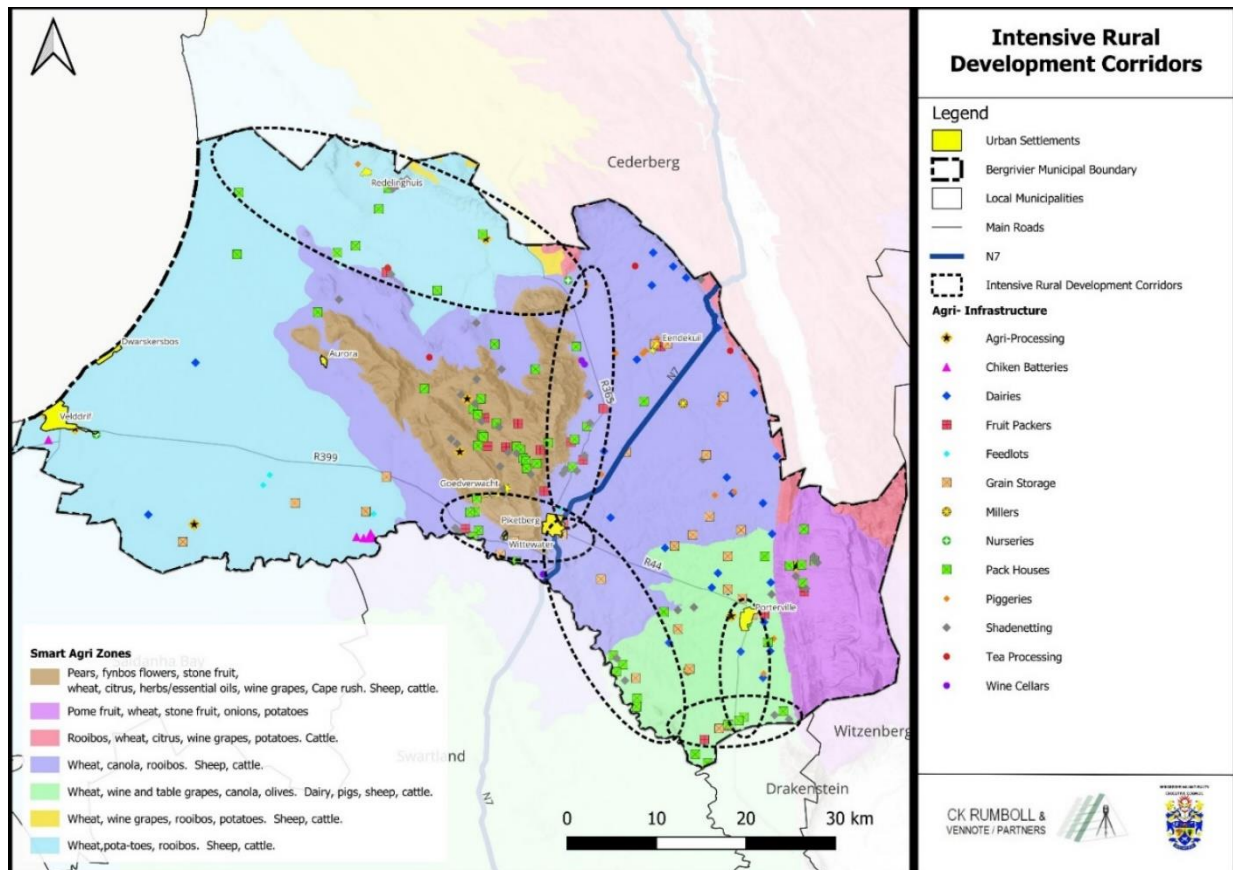 Intensive Rural
Development Corridors
Legend
Urban Settlements
Bergrivier Municipal Boundary
Local Municipalities
Main Roads
N7
Intensive Rural Development Corridors
Agri- Infrastructure
Agri-Processing
Chiken Batteries
Dairies
Fruit Packers
Feedlots
Grain Storage
Millers
Nurseries
Pack Houses
Piggeries
Shadenetting
Tea Processing
Wine Cellars
CK RUMBOLL &
VENNOTE / PARTNERS
Cederberg
Redelinghuis
Dwarskersbos
Aurora
Eendekuil
R365
N7
Velddrif
R399
Goedverwacht
Piketberg
Wittewater
R44
Porterville
Saldanha Bay
Swartland
N7
Witzenberg
Drakenstein
Smart Agri Zones
Pears, fynbos flowers, stone fruit,
wheat, citrus, herbs/essential oils, wine grapes, Cape rush. Sheep, cattle.
Pome fruit, wheat, stone fruit, onions, potatoes
Rooibos, wheat, citrus, wine grapes, potatoes. Cattle.
Wheat, canola, rooibos. Sheep, cattle.
Wheat, wine and table grapes, canola, olives. Dairy, pigs, sheep, cattle.
Wheat, wine grapes, rooibos, potatoes. Sheep, cattle.
Wheat,pota-toes, rooibos. Sheep, cattle.
0 10 20 30 km